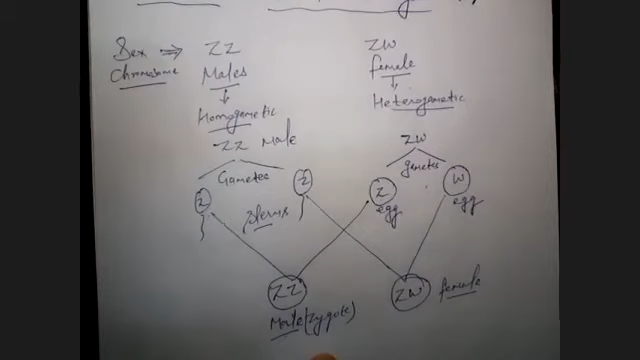 Sex ⇒ ZZ ZW
Chromosome Males female
↓ ↓
Homogametic Heterogametic
ZZ Male ZW
Gametes gametes
Z Z Z W
Sperms egg egg
ZZ ZW female
Male (Zygote)